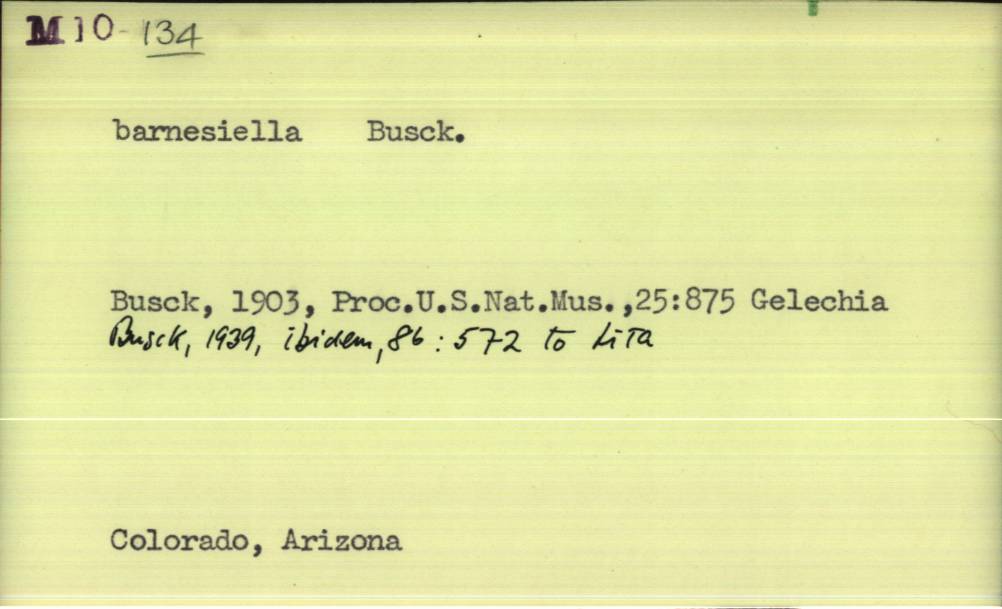 M10-134
barnesiella Busck.
Busck, 1903, Proc.U.S.Nat.Mus.,25:875 Gelechia
Busck, 1939, ibidem, 86:572 to Lita
Colorado, Arizona